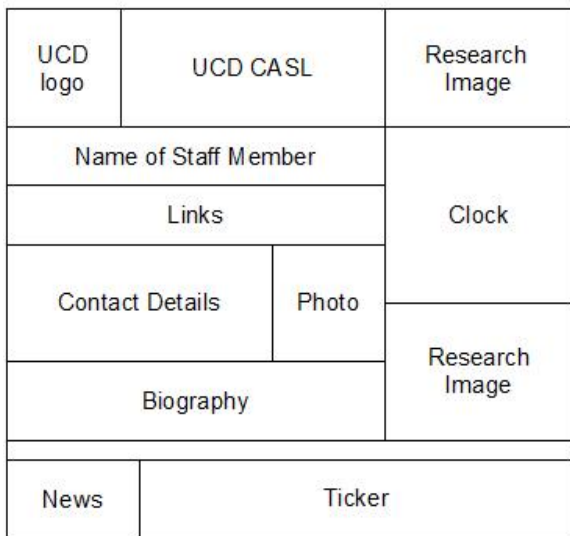 UCD
logo
UCD CASL
Research
Image
Name of Staff Member
Links
Clock
Contact Details
Photo
Research
Image
Biography
News
Ticker